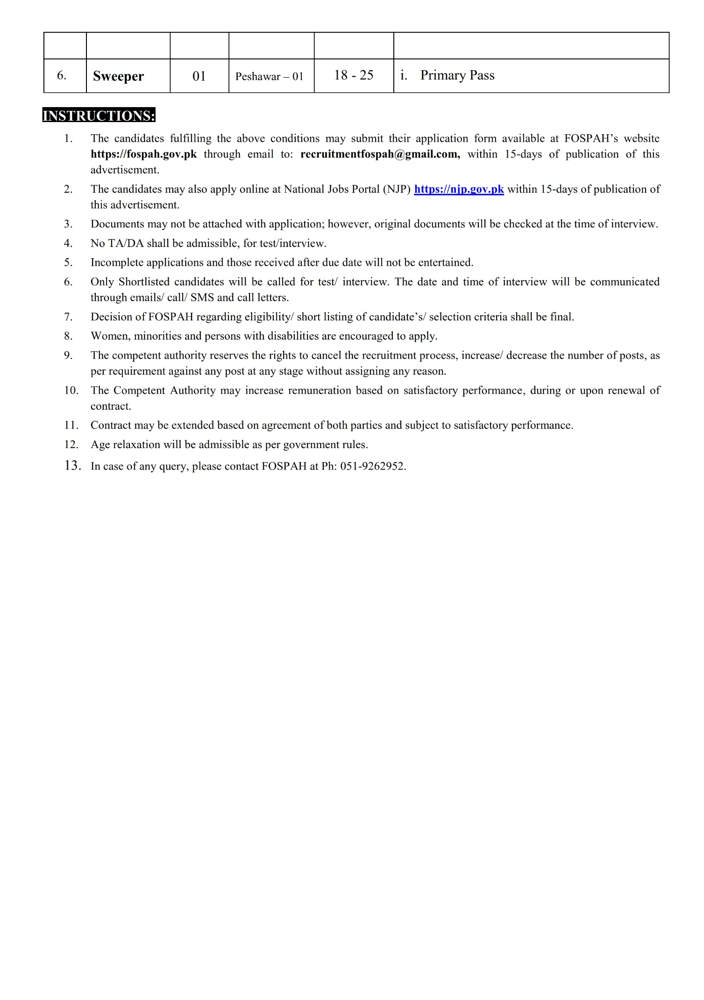 6. Sweeper 01 Peshawar – 01 18 - 25 i. Primary Pass
INSTRUCTIONS:
1. The candidates fulfilling the above conditions may submit their application form available at FOSPAH’s website
https://fospah.gov.pk through email to: recruitmentfospah@gmail.com, within 15-days of publication of this
advertisement.
2. The candidates may also apply online at National Jobs Portal (NJP) https://njp.gov.pk within 15-days of publication of
this advertisement.
3. Documents may not be attached with application; however, original documents will be checked at the time of interview.
4. No TA/DA shall be admissible, for test/interview.
5. Incomplete applications and those received after due date will not be entertained.
6. Only Shortlisted candidates will be called for test/ interview. The date and time of interview will be communicated
through emails/ call/ SMS and call letters.
7. Decision of FOSPAH regarding eligibility/ short listing of candidate’s/ selection criteria shall be final.
8. Women, minorities and persons with disabilities are encouraged to apply.
9. The competent authority reserves the rights to cancel the recruitment process, increase/ decrease the number of posts, as
per requirement against any post at any stage without assigning any reason.
10. The Competent Authority may increase remuneration based on satisfactory performance, during or upon renewal of
contract.
11. Contract may be extended based on agreement of both parties and subject to satisfactory performance.
12. Age relaxation will be admissible as per government rules.
13. In case of any query, please contact FOSPAH at Ph: 051-9262952.